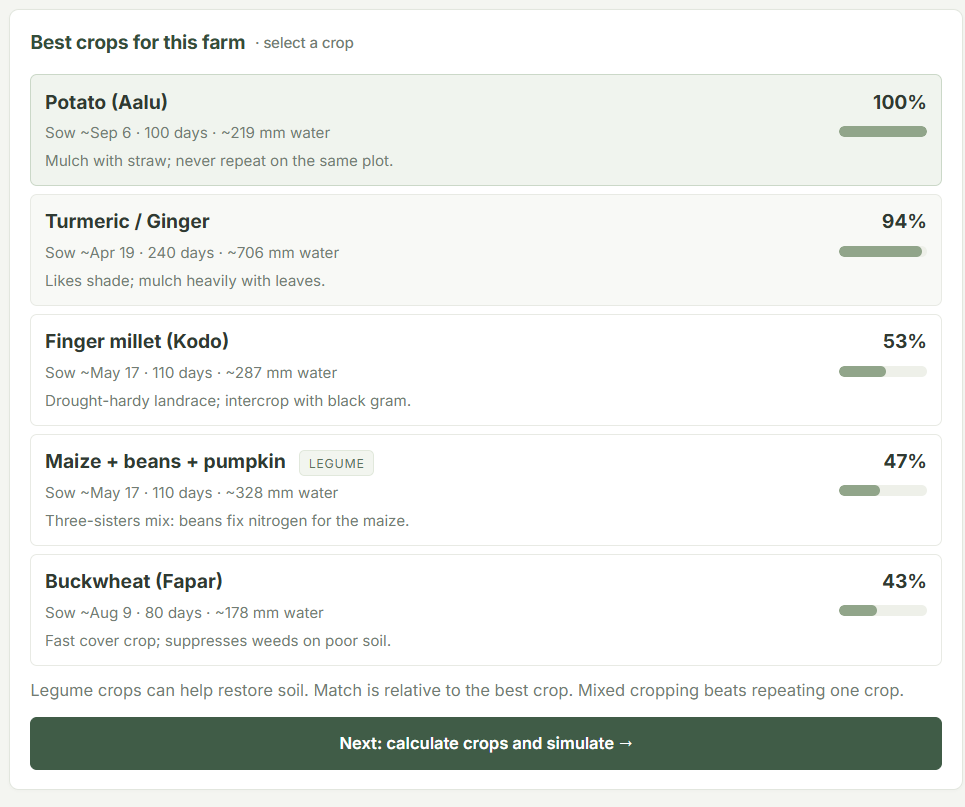 Best crops for this farm · select a crop
Potato (Aalu) 100%
Sow ~Sep 6 · 100 days · ~219 mm water
Mulch with straw; never repeat on the same plot.
Turmeric / Ginger 94%
Sow ~Apr 19 · 240 days · ~706 mm water
Likes shade; mulch heavily with leaves.
Finger millet (Kodo) 53%
Sow ~May 17 · 110 days · ~287 mm water
Drought-hardy landrace; intercrop with black gram.
Maize + beans + pumpkin LEGUME 47%
Sow ~May 17 · 110 days · ~328 mm water
Three-sisters mix: beans fix nitrogen for the maize.
Buckwheat (Fapar) 43%
Sow ~Aug 9 · 80 days · ~178 mm water
Fast cover crop; suppresses weeds on poor soil.
Legume crops can help restore soil. Match is relative to the best crop. Mixed cropping beats repeating one crop.
Next: calculate crops and simulate →